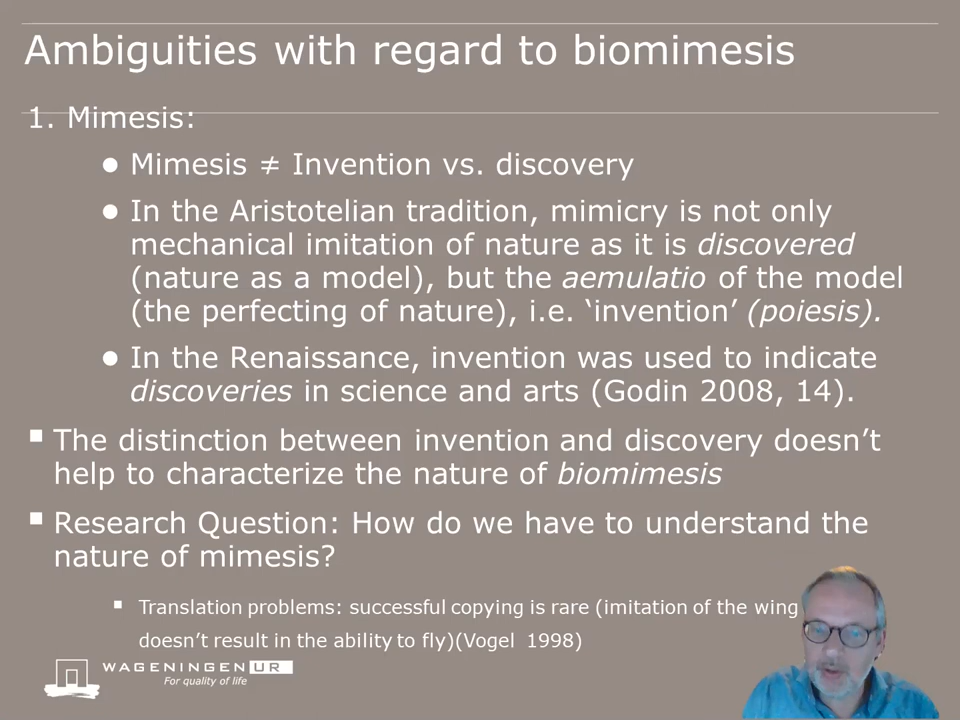 Ambiguities with regard to biomimesis
1. Mimesis:
● Mimesis ≠ Invention vs. discovery
● In the Aristotelian tradition, mimicry is not only
mechanical imitation of nature as it is discovered
(nature as a model), but the aemulatio of the model
(the perfecting of nature), i.e. ‘invention’ (poiesis).
● In the Renaissance, invention was used to indicate
discoveries in science and arts (Godin 2008, 14).
▪ The distinction between invention and discovery doesn’t
help to characterize the nature of biomimesis
▪ Research Question: How do we have to understand the
nature of mimesis?
▪ Translation problems: successful copying is rare (imitation of the wing
doesn’t result in the ability to fly)(Vogel 1998)
WAGENINGEN UR
For quality of life